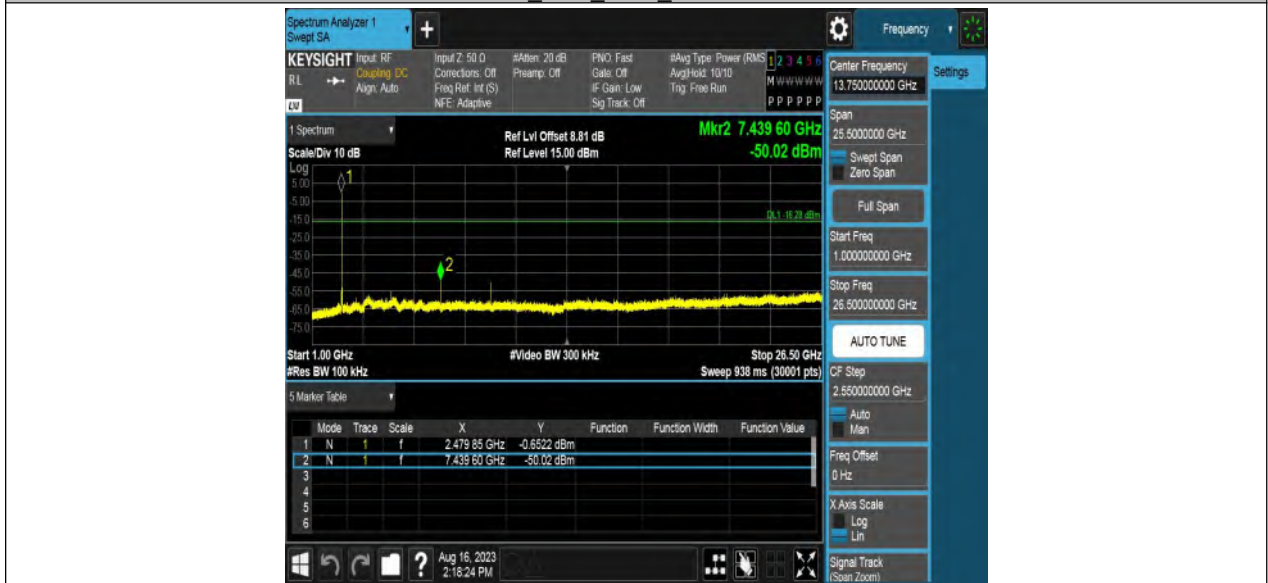 Spectrum Analyzer 1
Swept SA
+
Frequency
KEYSIGHT
RL
Input: RF
Coupling: DC
Align: Auto
Input Z: 50 Ω
Corrections: Off
Freq Ref: Int (S)
NFE: Adaptive
#Atten: 20 dB
Preamp: Off
PNO: Fast
Gate: Off
IF Gain: Low
Sig Track: Off
#Avg Type: Power (RMS
Avg|Hold: 10/10
Trig: Free Run
1 2 3 4 5 6
M W W W W W
P P P P P P
1 Spectrum
Scale/Div 10 dB
Ref Lvl Offset 8.81 dB
Ref Level 15.00 dBm
Mkr2 7.439 60 GHz
-50.02 dBm
Log
5.00
-5.00
-15.0
-25.0
-35.0
-45.0
-55.0
-65.0
-75.0
1
2
DL1 -16.28 dBm
Start 1.00 GHz
#Res BW 100 kHz
#Video BW 300 kHz
Stop 26.50 GHz
Sweep 938 ms (30001 pts)
5 Marker Table
Mode Trace Scale X Y Function Function Width Function Value
1 N 1 f 2.479 85 GHz -0.6522 dBm
2 N 1 f 7.439 60 GHz -50.02 dBm
3
4
5
6
?
Aug 16, 2023
2:18:24 PM
Center Frequency
13.750000000 GHz
Settings
Span
25.5000000 GHz
Swept Span
Zero Span
Full Span
Start Freq
1.000000000 GHz
Stop Freq
26.500000000 GHz
AUTO TUNE
CF Step
2.550000000 GHz
Auto
Man
Freq Offset
0 Hz
X Axis Scale
Log
Lin
Signal Track
(Span Zoom)